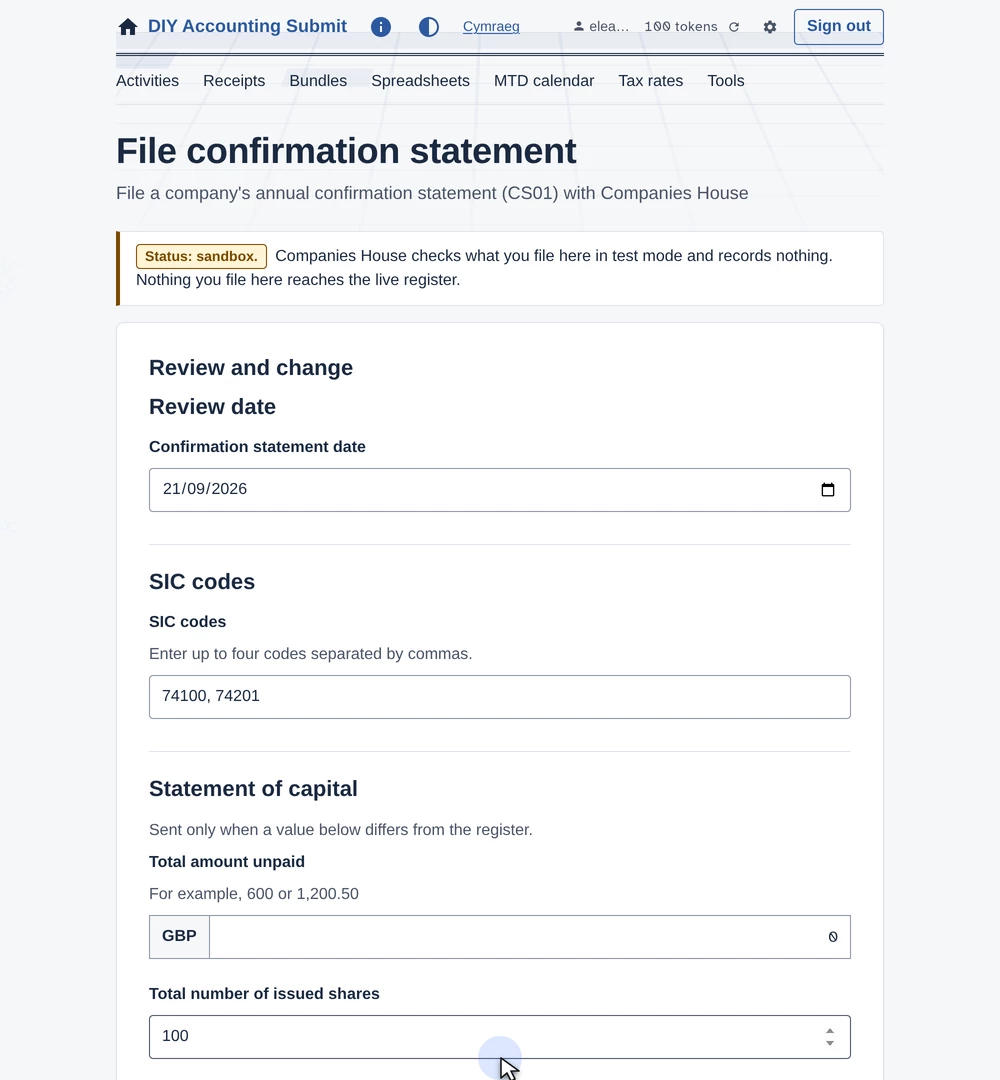 DIY Accounting Submit
Cymraeg
elea...
100 tokens
Sign out
Activities
Receipts
Bundles
Spreadsheets
MTD calendar
Tax rates
Tools
File confirmation statement
File a company's annual confirmation statement (CS01) with Companies House
Status: sandbox. Companies House checks what you file here in test mode and records nothing.
Nothing you file here reaches the live register.
Review and change
Review date
Confirmation statement date
21/09/2026
SIC codes
SIC codes
Enter up to four codes separated by commas.
74100, 74201
Statement of capital
Sent only when a value below differs from the register.
Total amount unpaid
For example, 600 or 1,200.50
GBP
0
Total number of issued shares
100